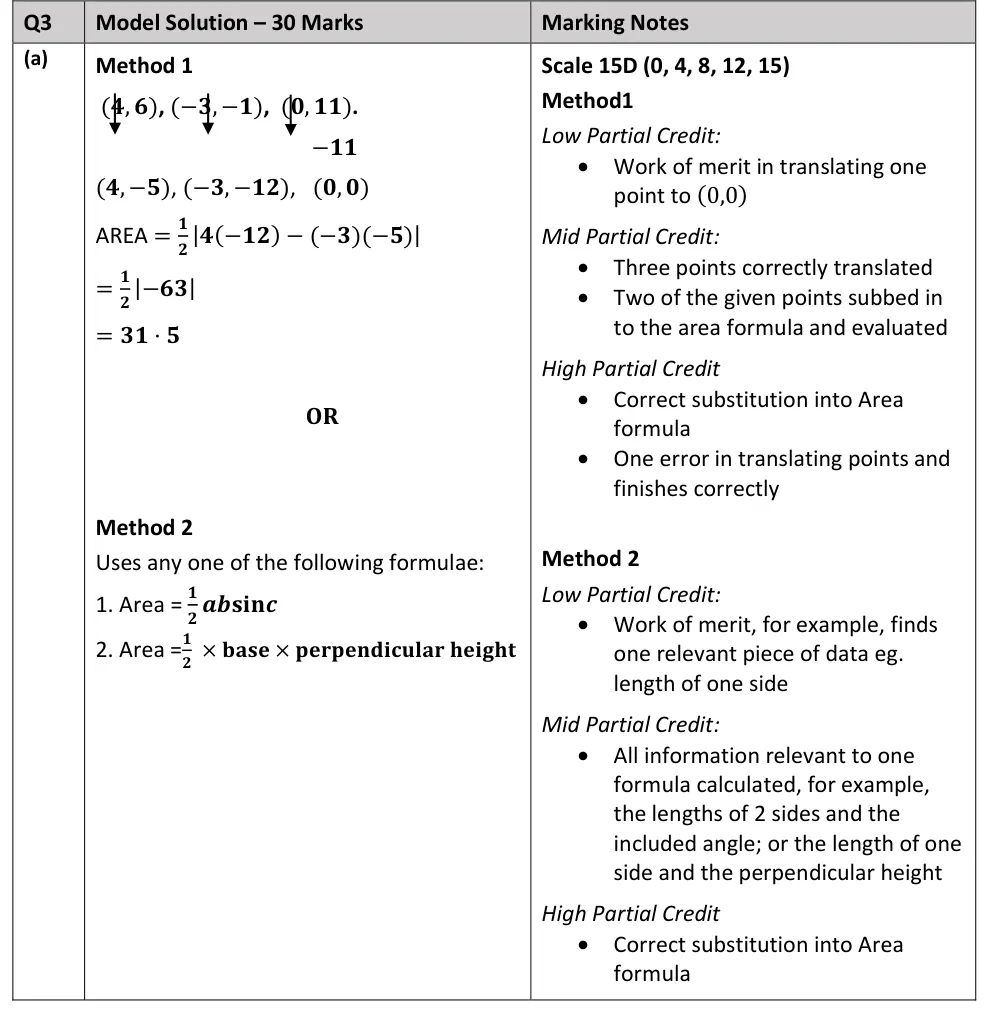 Q3
Model Solution – 30 Marks
Marking Notes
(a)
Method 1
(4, 6), (−3, −1), (0, 11).
−11
(4, −5), (−3, −12), (0, 0)
AREA = 1/2 |4(−12) − (−3)(−5)|
= 1/2 |−63|
= 31 · 5
OR
Method 2
Uses any one of the following formulae:
1. Area = 1/2 absinc
2. Area =1/2 × base × perpendicular height
Scale 15D (0, 4, 8, 12, 15)
Method1
Low Partial Credit:
• Work of merit in translating one
point to (0,0)
Mid Partial Credit:
• Three points correctly translated
• Two of the given points subbed in
to the area formula and evaluated
High Partial Credit
• Correct substitution into Area
formula
• One error in translating points and
finishes correctly
Method 2
Low Partial Credit:
• Work of merit, for example, finds
one relevant piece of data eg.
length of one side
Mid Partial Credit:
• All information relevant to one
formula calculated, for example,
the lengths of 2 sides and the
included angle; or the length of one
side and the perpendicular height
High Partial Credit
• Correct substitution into Area
formula